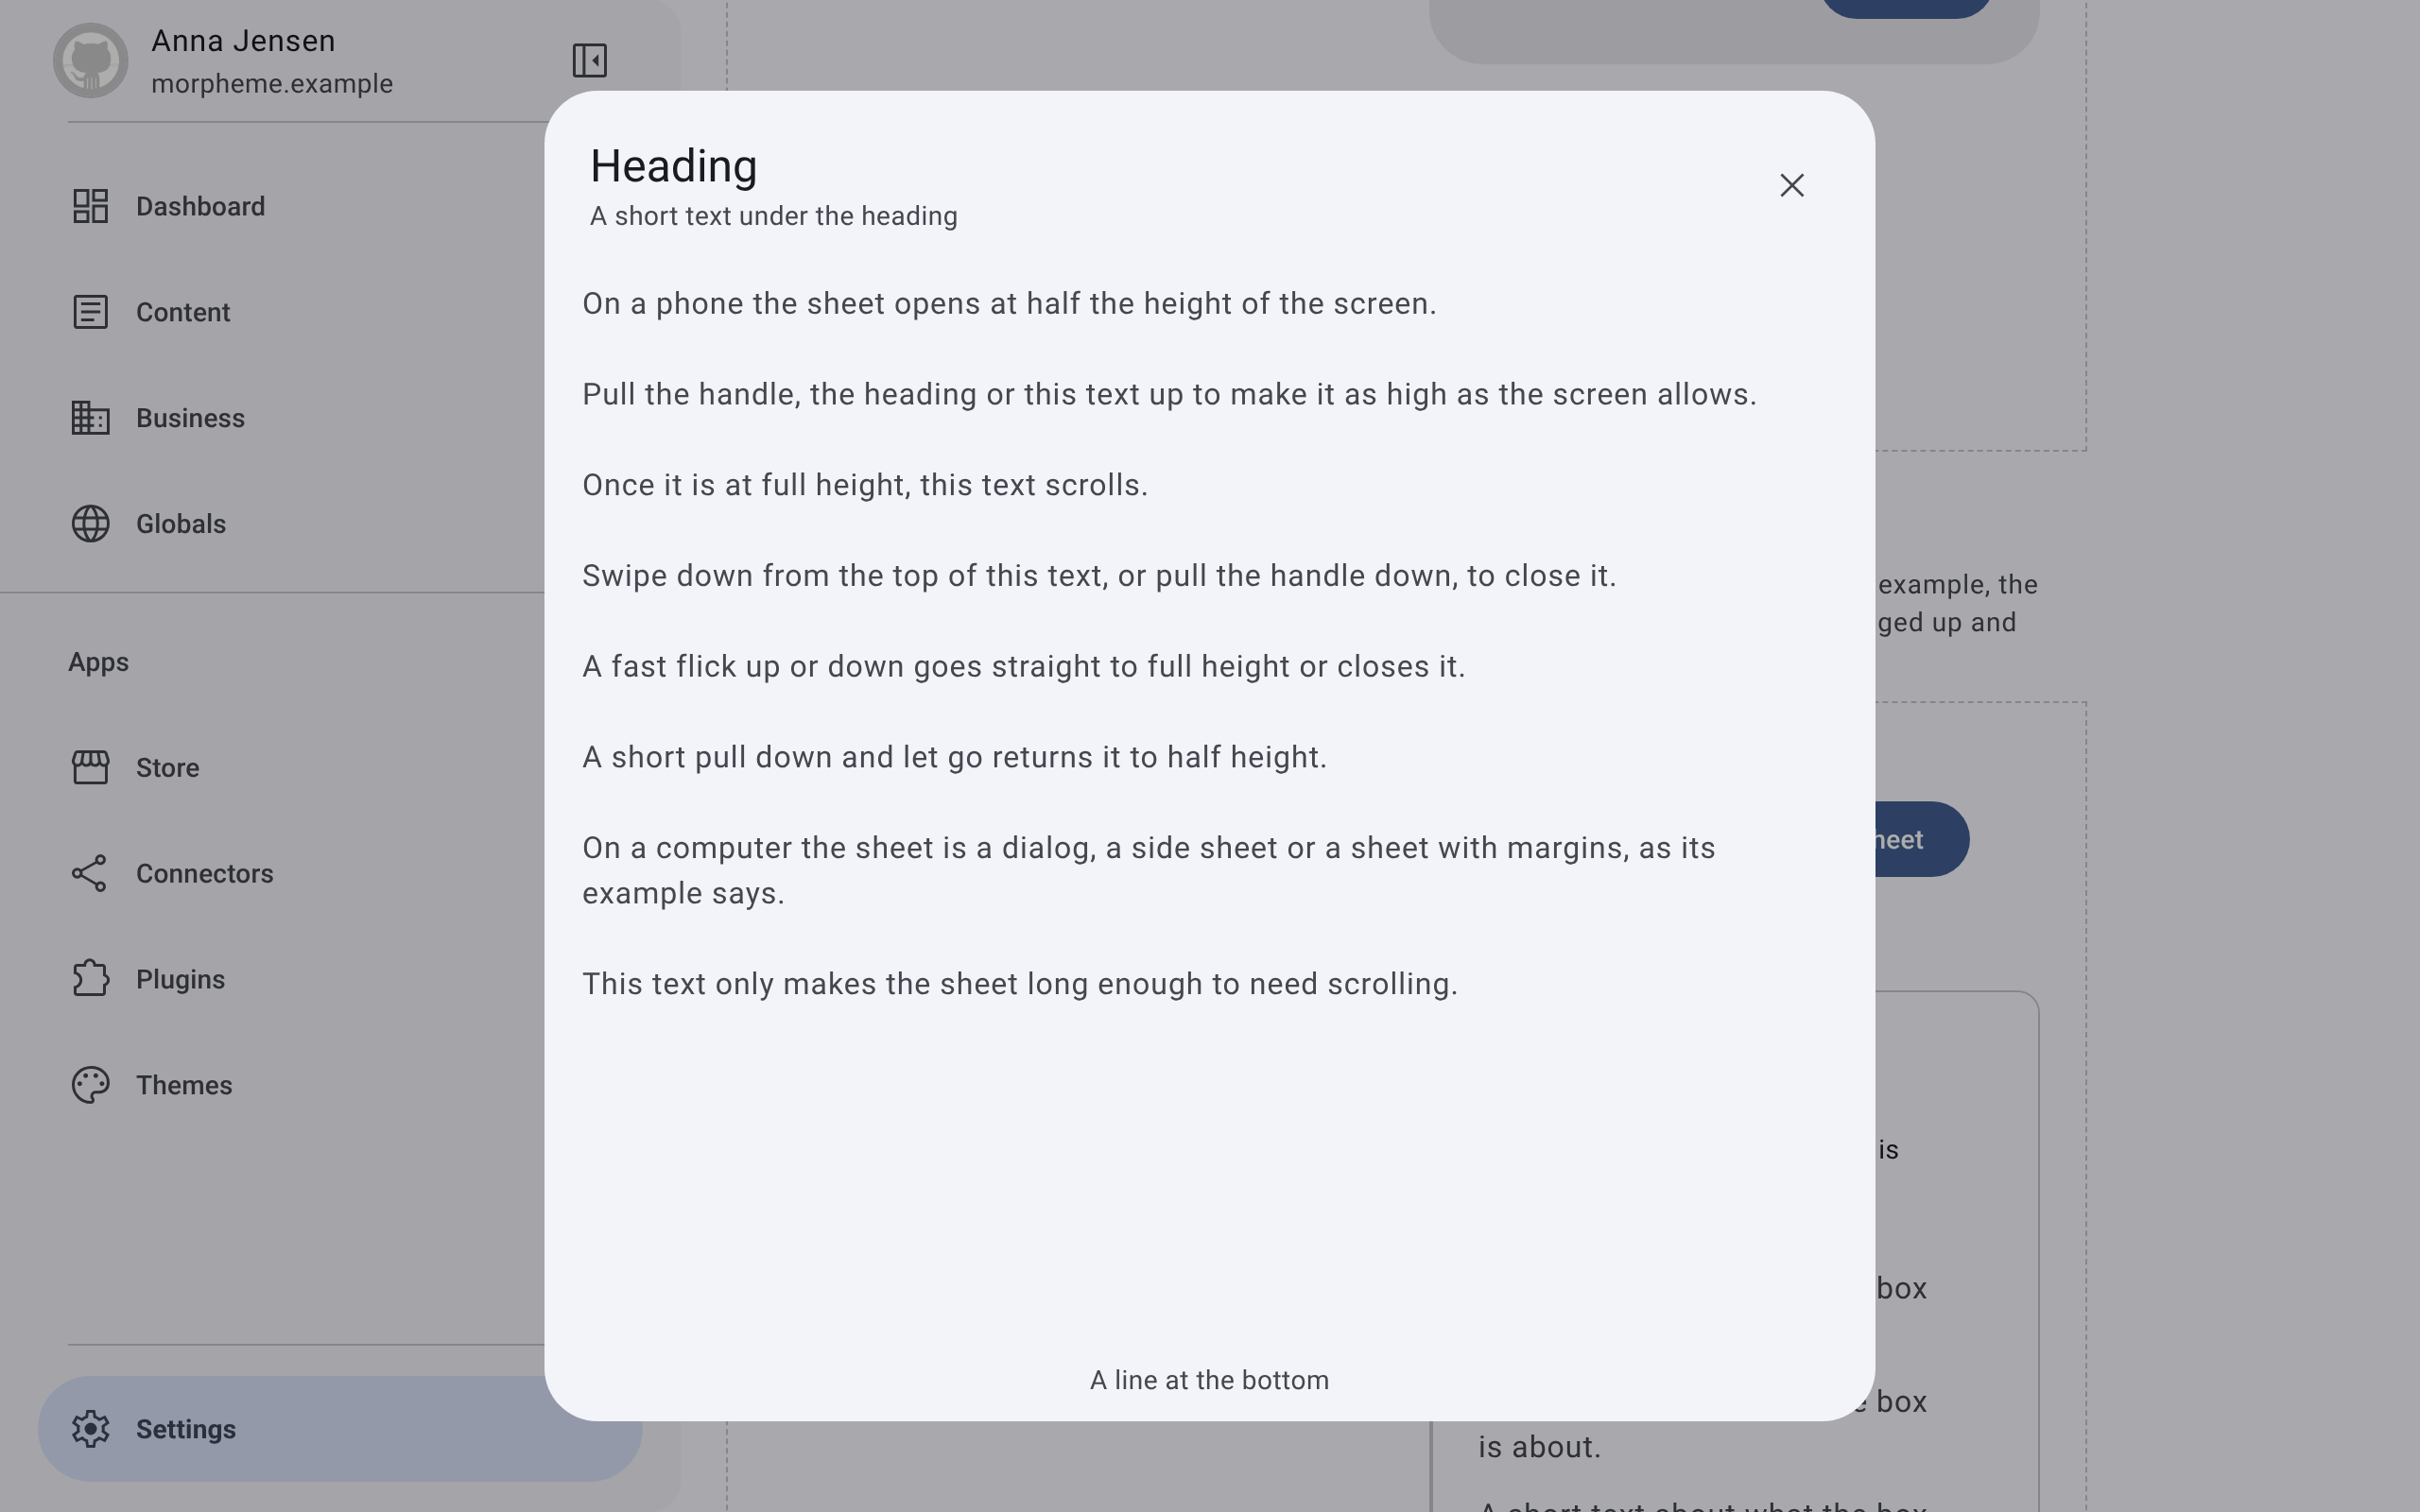 Anna Jensen
morpheme.example
Dashboard
Content
Business
Globals
Apps
Store
Connectors
Plugins
Themes
Settings
Heading
A short text under the heading
On a phone the sheet opens at half the height of the screen.
Pull the handle, the heading or this text up to make it as high as the screen allows.
Once it is at full height, this text scrolls.
Swipe down from the top of this text, or pull the handle down, to close it.
A fast flick up or down goes straight to full height or closes it.
A short pull down and let go returns it to half height.
On a computer the sheet is a dialog, a side sheet or a sheet with margins, as its
example says.
This text only makes the sheet long enough to need scrolling.
A line at the bottom
example, the
up and
is
box
box
is about.
A short text about what the box